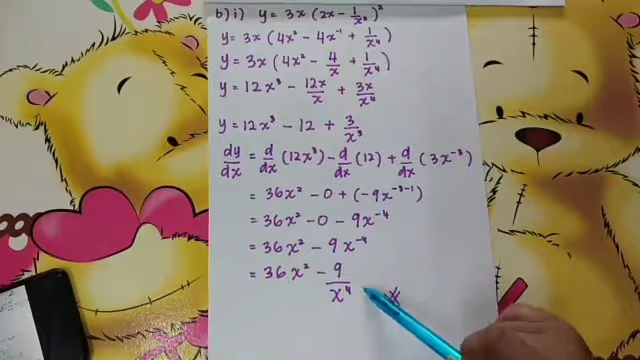 b) i) y = 3x (2x - 1/x²)²
y = 3x (4x² - 4x⁻¹ + 1/x⁴)
y = 3x (4x² - 4/x + 1/x⁴)
y = 12x³ - 12x/x + 3x/x⁴
y = 12x³ - 12 + 3/x³
dy/dx = d/dx (12x³) - d/dx (12) + d/dx (3x⁻³)
= 36x² - 0 + (-9x⁻³⁻¹)
= 36x² - 0 - 9x⁻⁴
= 36x² - 9x⁻⁴
= 36x² - 9/x⁴